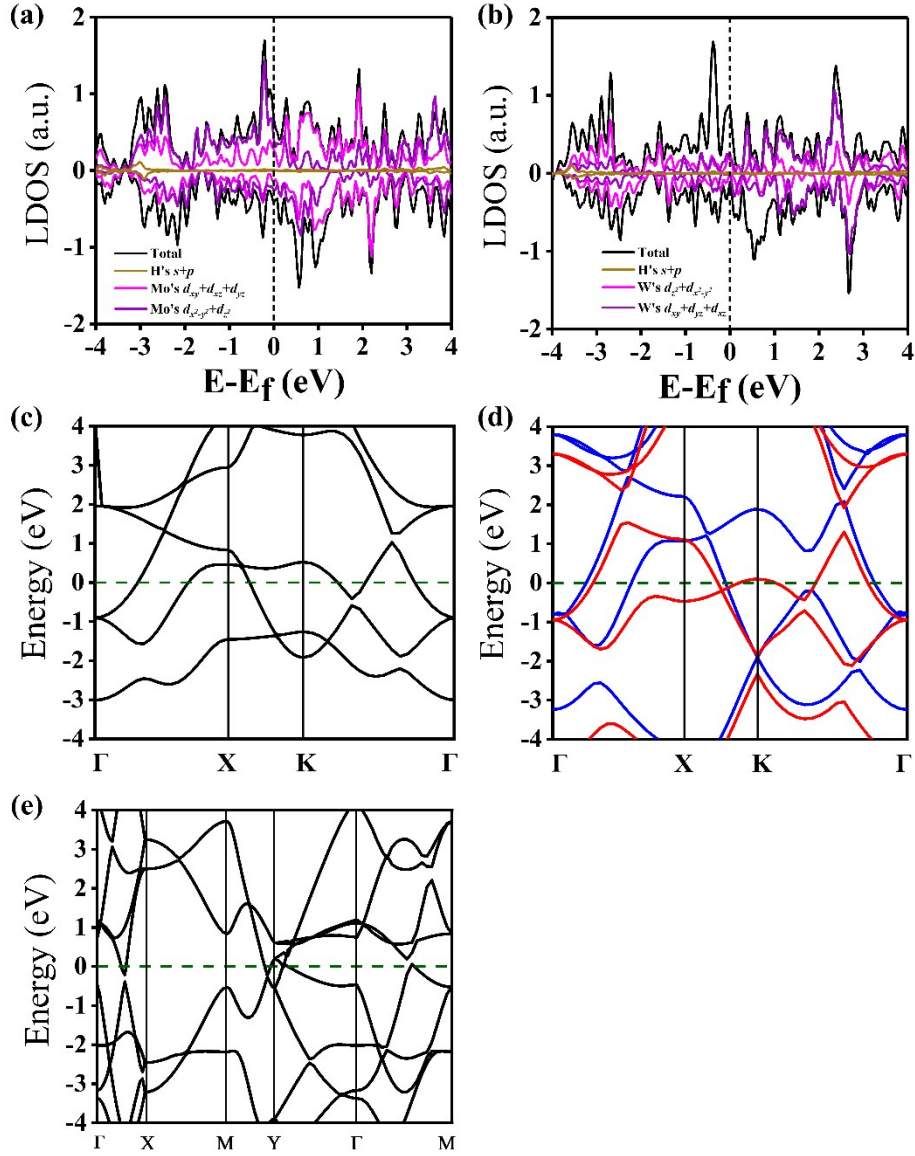 (a)
2
1
0
-1
-2
LDOS (a.u.)
Total
H's s+p
Mo's dxy+dxz+dyz
Mo's dx²-y²+dz²
-4 -3 -2 -1 0 1 2 3 4
E-Ef (eV)
(b)
2
1
0
-1
-2
LDOS (a.u.)
Total
H's s+p
W's dz²+dx²-y²
W's dxy+dyz+dxz
-4 -3 -2 -1 0 1 2 3 4
E-Ef (eV)
(c)
4
3
2
1
0
-1
-2
-3
-4
Energy (eV)
Γ X K Γ
(d)
4
3
2
1
0
-1
-2
-3
-4
Energy (eV)
Γ X K Γ
(e)
4
3
2
1
0
-1
-2
-3
-4
Energy (eV)
Γ X M Y Γ M